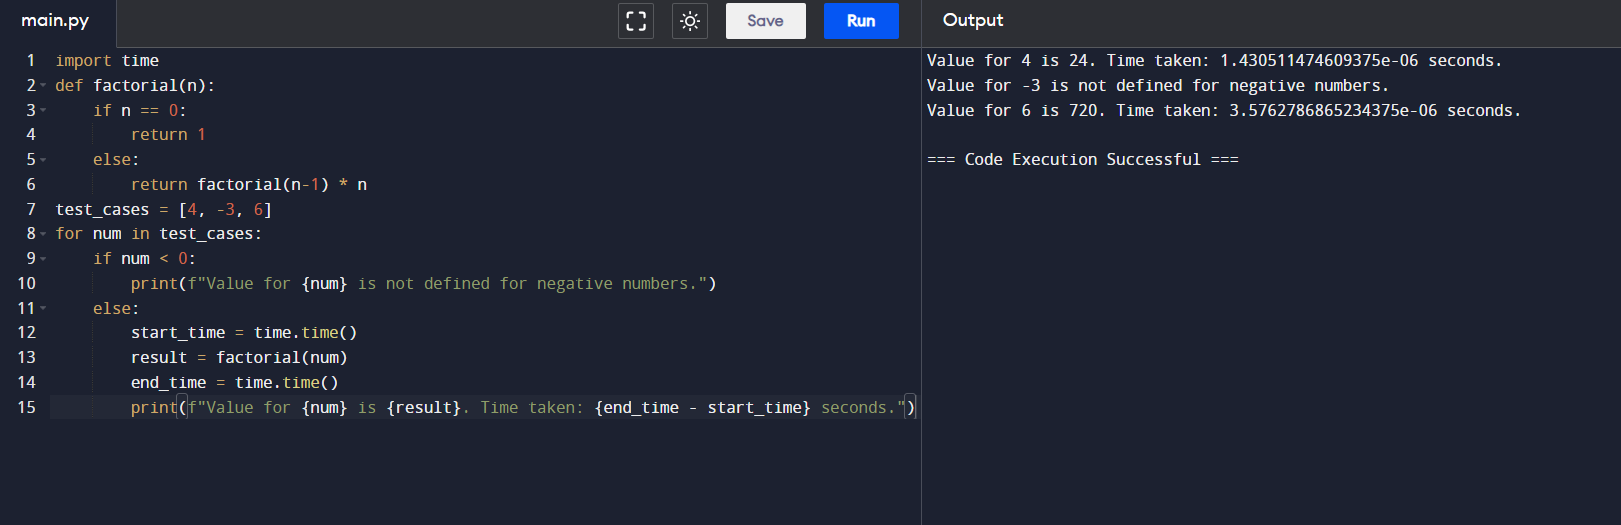 main.py Save Run Output
1 import time
2 def factorial(n):
3     if n == 0:
4         return 1
5     else:
6         return factorial(n-1) * n
7 test_cases = [4, -3, 6]
8 for num in test_cases:
9     if num < 0:
10         print(f"Value for {num} is not defined for negative numbers.")
11     else:
12         start_time = time.time()
13         result = factorial(num)
14         end_time = time.time()
15         print(f"Value for {num} is {result}. Time taken: {end_time - start_time} seconds.")
Value for 4 is 24. Time taken: 1.430511474609375e-06 seconds.
Value for -3 is not defined for negative numbers.
Value for 6 is 720. Time taken: 3.5762786865234375e-06 seconds.
=== Code Execution Successful ===